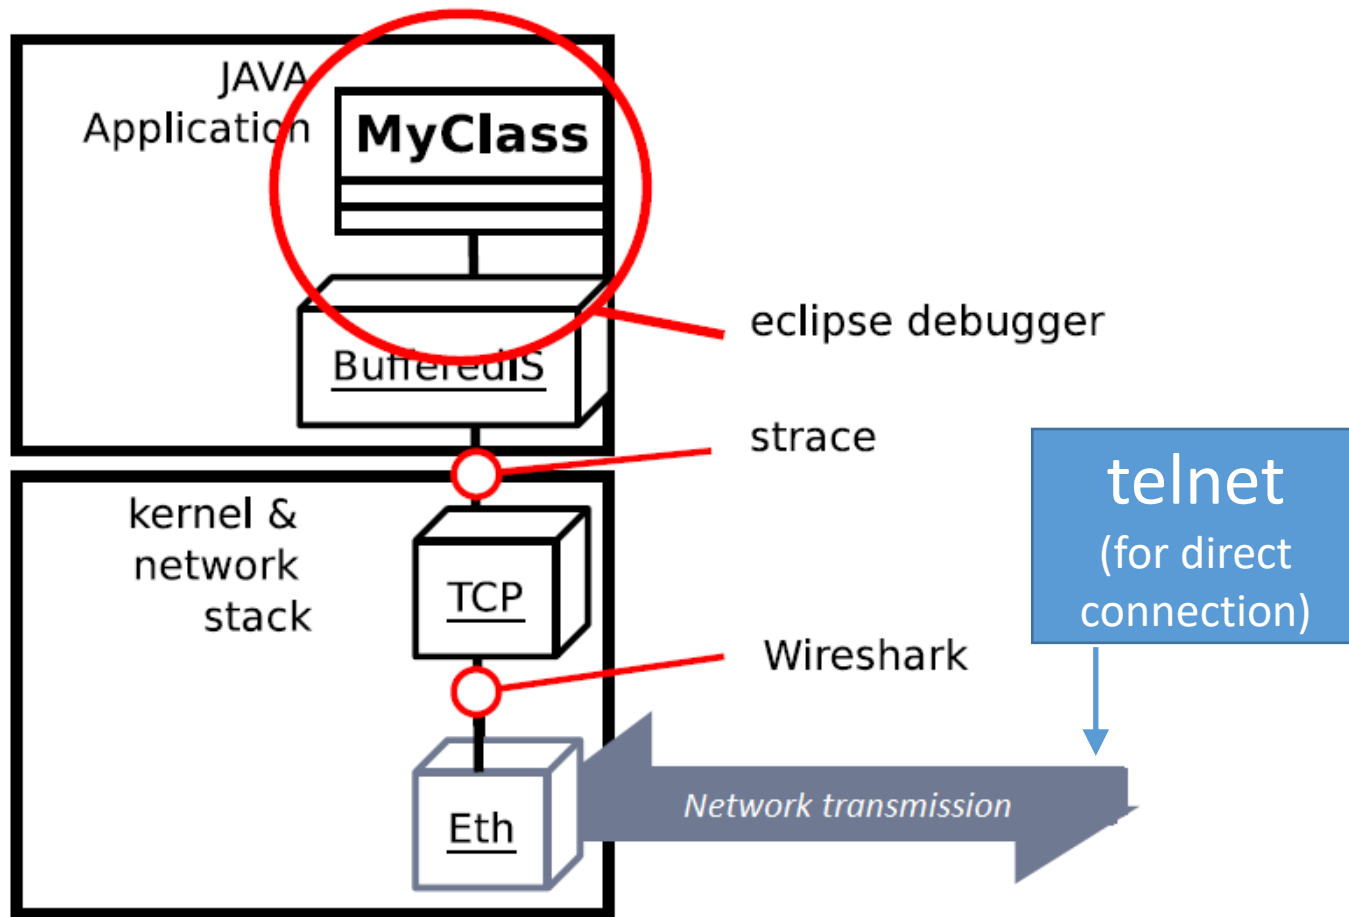 JAVA
Application
MyClass
BufferedIS
eclipse debugger
strace
kernel &
network
stack
TCP
Wireshark
Eth
Network transmission
telnet
(for direct
connection)